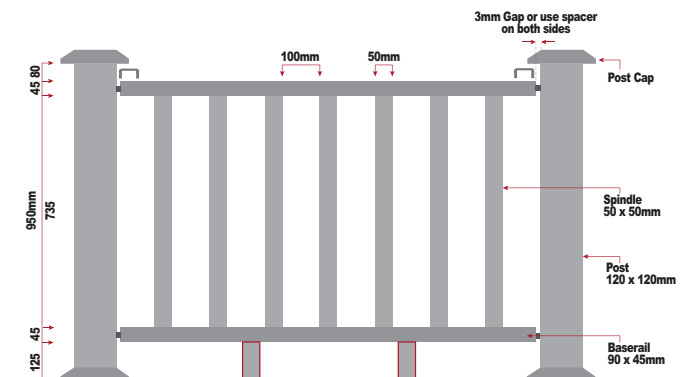 3mm Gap or use spacer
on both sides
100mm
50mm
Post Cap
80
45
950mm
735
Spindle
50 x 50mm
Post
120 x 120mm
45
125
Baserail
90 x 45mm